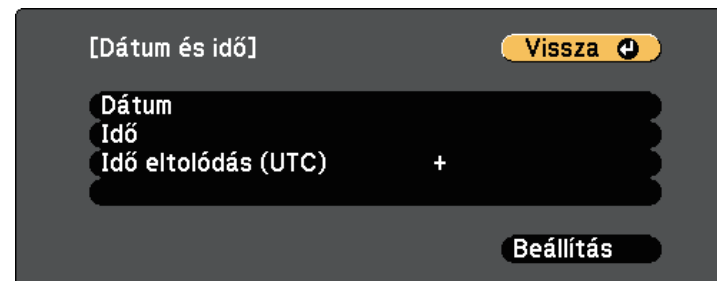 [Dátum és idő] Vissza
Dátum
Idő
Idő eltolódás (UTC) +
Beállítás